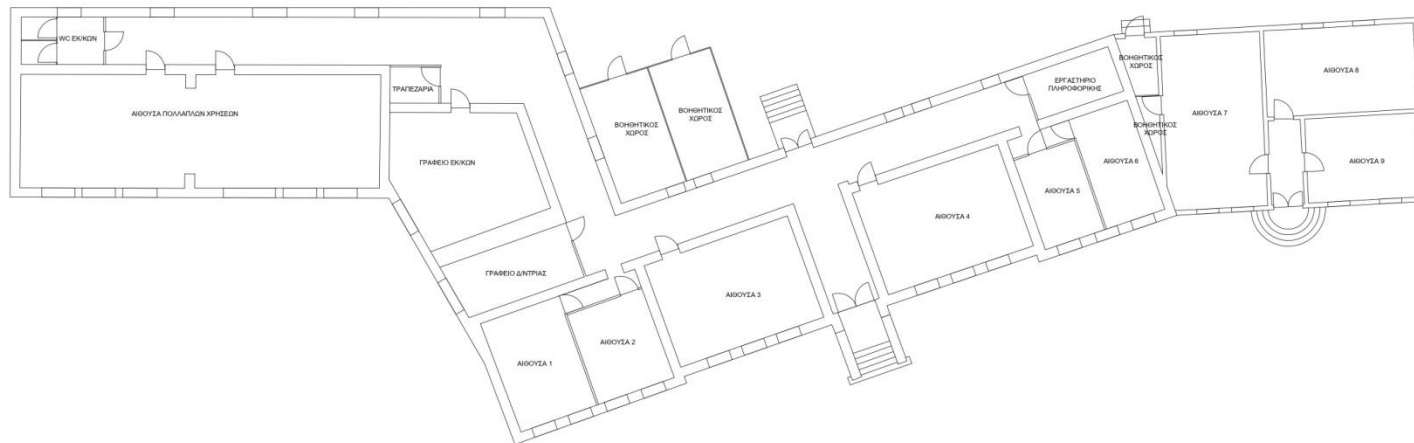 WC ΕΚ/ΚΩΝ
ΑΙΘΟΥΣΑ ΠΟΛΛΑΠΛΩΝ ΧΡΗΣΕΩΝ
ΤΡΑΠΕΖΑΡΙΑ
ΓΡΑΦΕΙΟ ΕΚ/ΚΩΝ
ΓΡΑΦΕΙΟ Δ/ΝΤΡΙΑΣ
ΑΙΘΟΥΣΑ 1
ΑΙΘΟΥΣΑ 2
ΑΙΘΟΥΣΑ 3
ΒΟΗΘΗΤΙΚΟΣ
ΧΩΡΟΣ
ΒΟΗΘΗΤΙΚΟΣ
ΧΩΡΟΣ
ΑΙΘΟΥΣΑ 4
ΑΙΘΟΥΣΑ 5
ΑΙΘΟΥΣΑ 6
ΕΡΓΑΣΤΗΡΙΟ
ΠΛΗΡΟΦΟΡΙΚΗΣ
ΒΟΗΘΗΤΙΚΟΣ
ΧΩΡΟΣ
ΒΟΗΘΗΤΙΚΟΣ
ΧΩΡΟΣ
ΑΙΘΟΥΣΑ 7
ΑΙΘΟΥΣΑ 8
ΑΙΘΟΥΣΑ 9